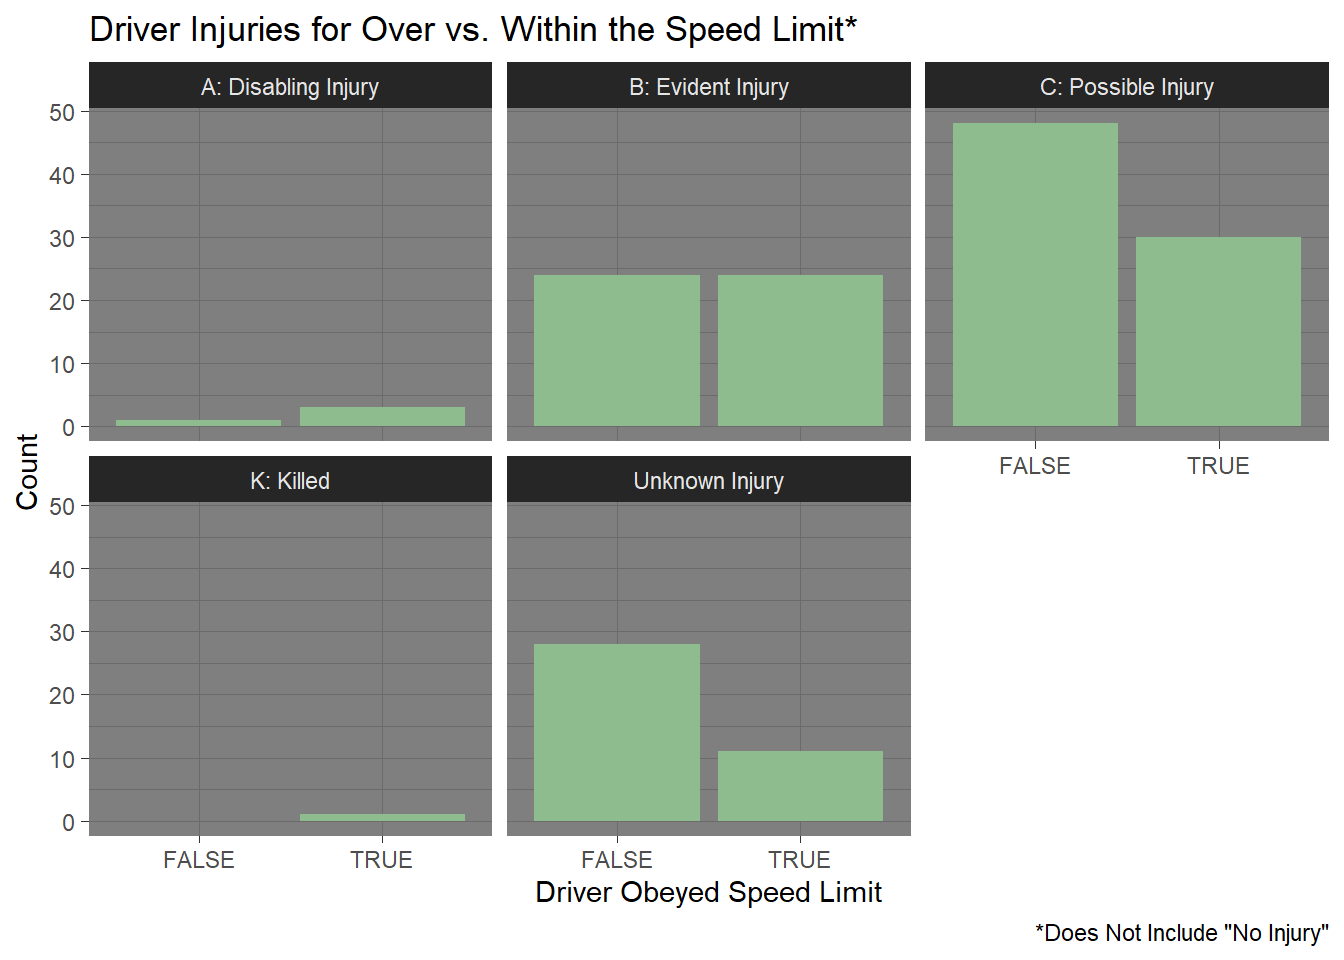 Driver Injuries for Over vs. Within the Speed Limit*
A: Disabling Injury
B: Evident Injury
C: Possible Injury
50
40
30
20
10
0
FALSE
TRUE
Count
K: Killed
Unknown Injury
50
40
30
20
10
0
FALSE
TRUE
FALSE
TRUE
Driver Obeyed Speed Limit
*Does Not Include "No Injury"